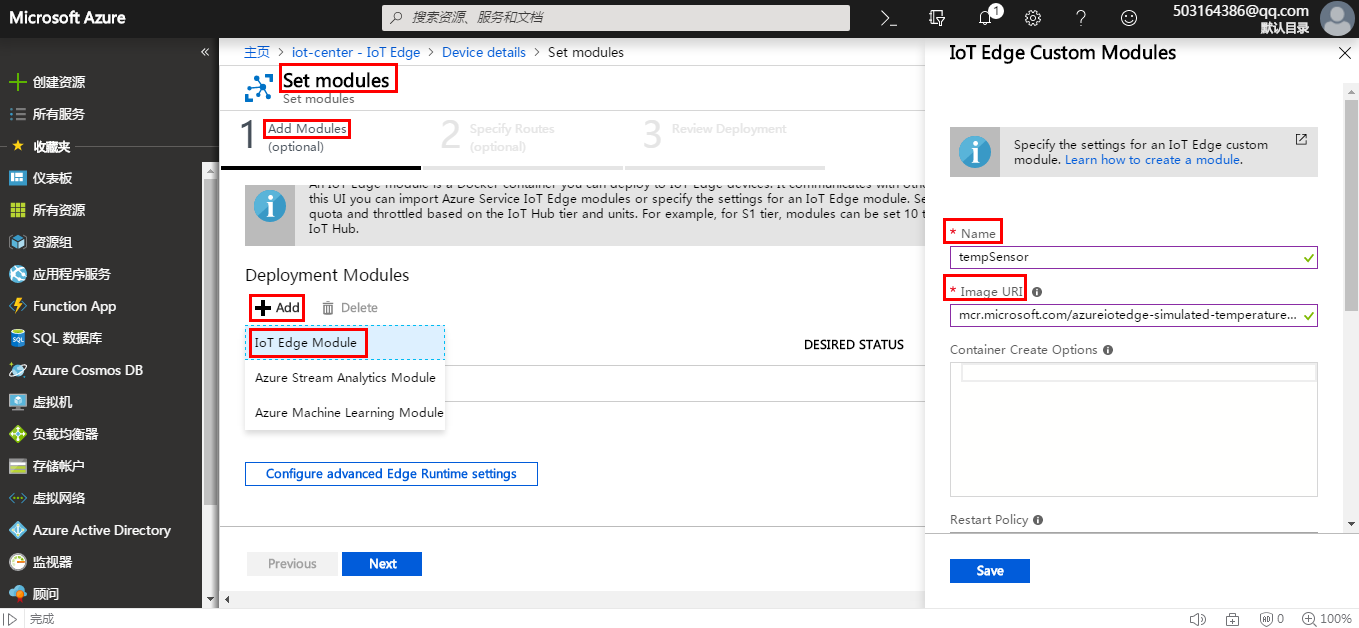 Microsoft Azure
搜索资源、服务和文档
1
503164386@qq.com
默认目录
«
创建资源
所有服务
收藏夹
仪表板
所有资源
资源组
应用程序服务
Function App
SQL 数据库
Azure Cosmos DB
虚拟机
负载均衡器
存储帐户
虚拟网络
Azure Active Directory
监视器
顾问
主页 > iot-center - IoT Edge > Device details > Set modules
Set modules
Set modules
1 Add Modules
(optional)
2 Specify Routes
(optional)
3 Review Deployment
An IoT Edge module is a Docker container you can deploy to IoT Edge devices. It communicates with othe
this UI you can import Azure Service IoT Edge modules or specify the settings for an IoT Edge module. Se
quota and throttled based on the IoT Hub tier and units. For example, for S1 tier, modules can be set 10 t
IoT Hub.
Deployment Modules
Add Delete
IoT Edge Module
Azure Stream Analytics Module
Azure Machine Learning Module
DESIRED STATUS
Configure advanced Edge Runtime settings
Previous Next
IoT Edge Custom Modules
Specify the settings for an IoT Edge custom
module. Learn how to create a module.
* Name
tempSensor
* Image URI
mcr.microsoft.com/azureiotedge-simulated-temperature...
Container Create Options
Restart Policy
Save
完成
0
100%